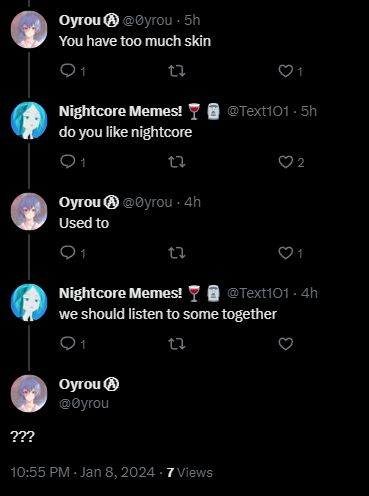 Oyrou Ⓐ @0yrou · 5h
You have too much skin
1 1
Nightcore Memes! 🍷 🗿 @Text1O1 · 5h
do you like nightcore
1 2
Oyrou Ⓐ @0yrou · 4h
Used to
1 1
Nightcore Memes! 🍷 🗿 @Text1O1 · 4h
we should listen to some together
1
Oyrou Ⓐ
@0yrou
???
10:55 PM · Jan 8, 2024 · 7 Views